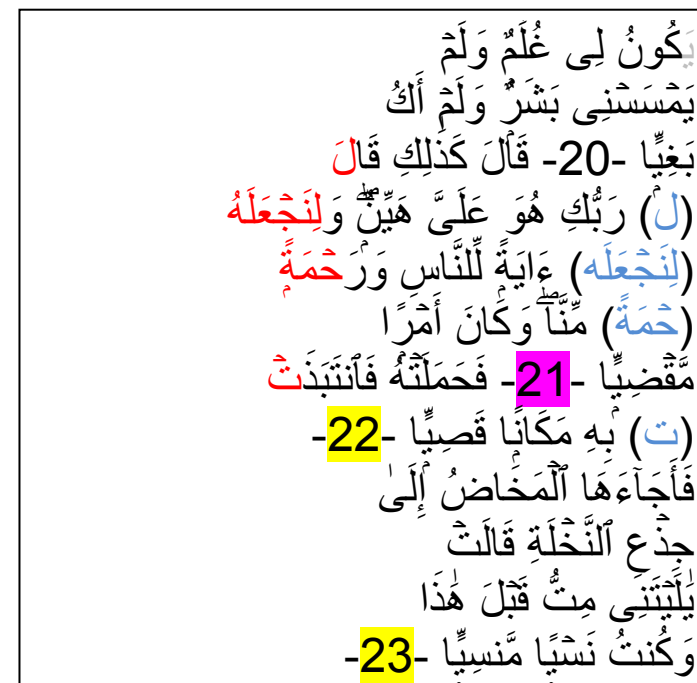 يَكُونُ لِى غُلَٰمٌ وَلَمْ
يَمْسَسْنِى بَشَرٌ وَلَمْ أَكُ
بَغِيًّا -20- قَالَ كَذَٰلِكِ قَالَ
(ل) رَبُّكِ هُوَ عَلَىَّ هَيِّنٌ ۖ وَلِنَجْعَلَهُ
(لِنَجْعَلَه) ءَايَةً لِّلنَّاسِ وَرَحْمَةً
(حْمَةً) مِّنَّا ۖ وَكَانَ أَمْرًا
مَّقْضِيًّا -21- فَحَمَلَتْهُ فَٱنتَبَذَتْ
(ت) بِهِ مَكَانًا قَصِيًّا -22-
فَأَجَآءَهَا ٱلْمَخَاضُ إِلَىٰ
جِذْعِ ٱلنَّخْلَةِ قَالَتْ
يَٰلَيْتَنِى مِتُّ قَبْلَ هَٰذَا
وَكُنتُ نَسْيًا مَّنسِيًّا -23-